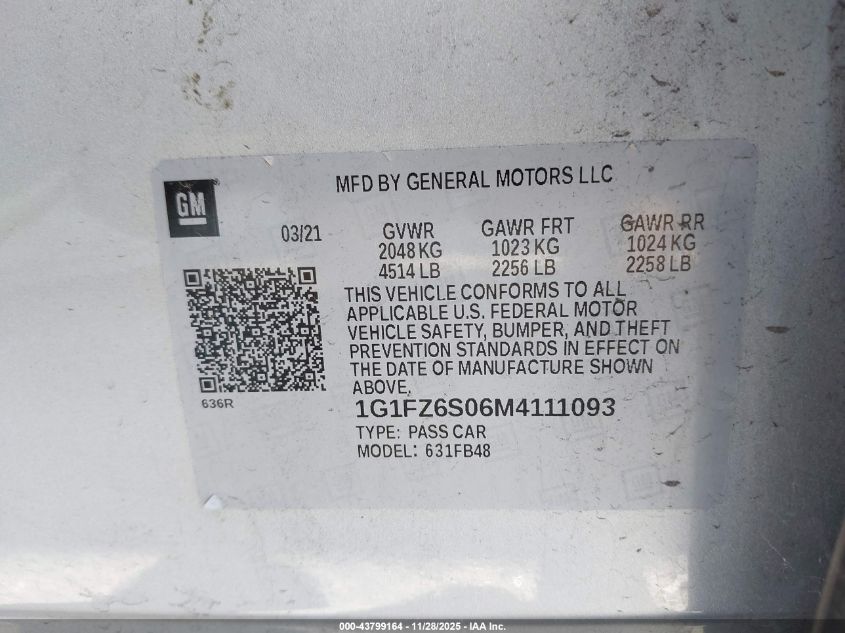 GM
MFD BY GENERAL MOTORS LLC
03/21
GVWR GAWR FRT GAWR RR
2048 KG 1023 KG 1024 KG
4514 LB 2256 LB 2258 LB
THIS VEHICLE CONFORMS TO ALL
APPLICABLE U.S. FEDERAL MOTOR
VEHICLE SAFETY, BUMPER, AND THEFT
PREVENTION STANDARDS IN EFFECT ON
THE DATE OF MANUFACTURE SHOWN
ABOVE.
636R
1G1FZ6S06M4111093
TYPE: PASS CAR
MODEL: 631FB48
000-43799164 - 11/28/2025 - IAA Inc.